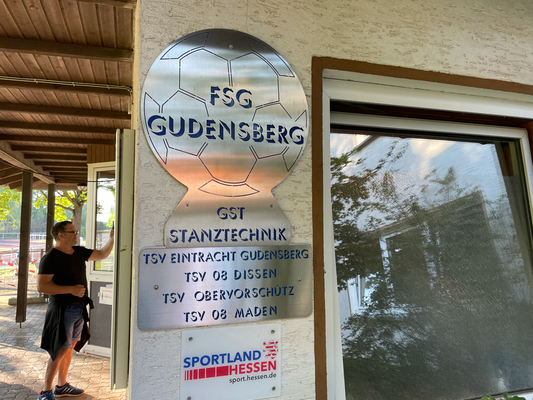 FSG
GUDENSBERG
GST
STANZTECHNIK
TSV EINTRACHT GUDENSBERG
TSV 08 DISSEN
TSV OBERVORSCHÜTZ
TSV 08 MADEN
SPORTLAND
HESSEN
sport.hessen.de